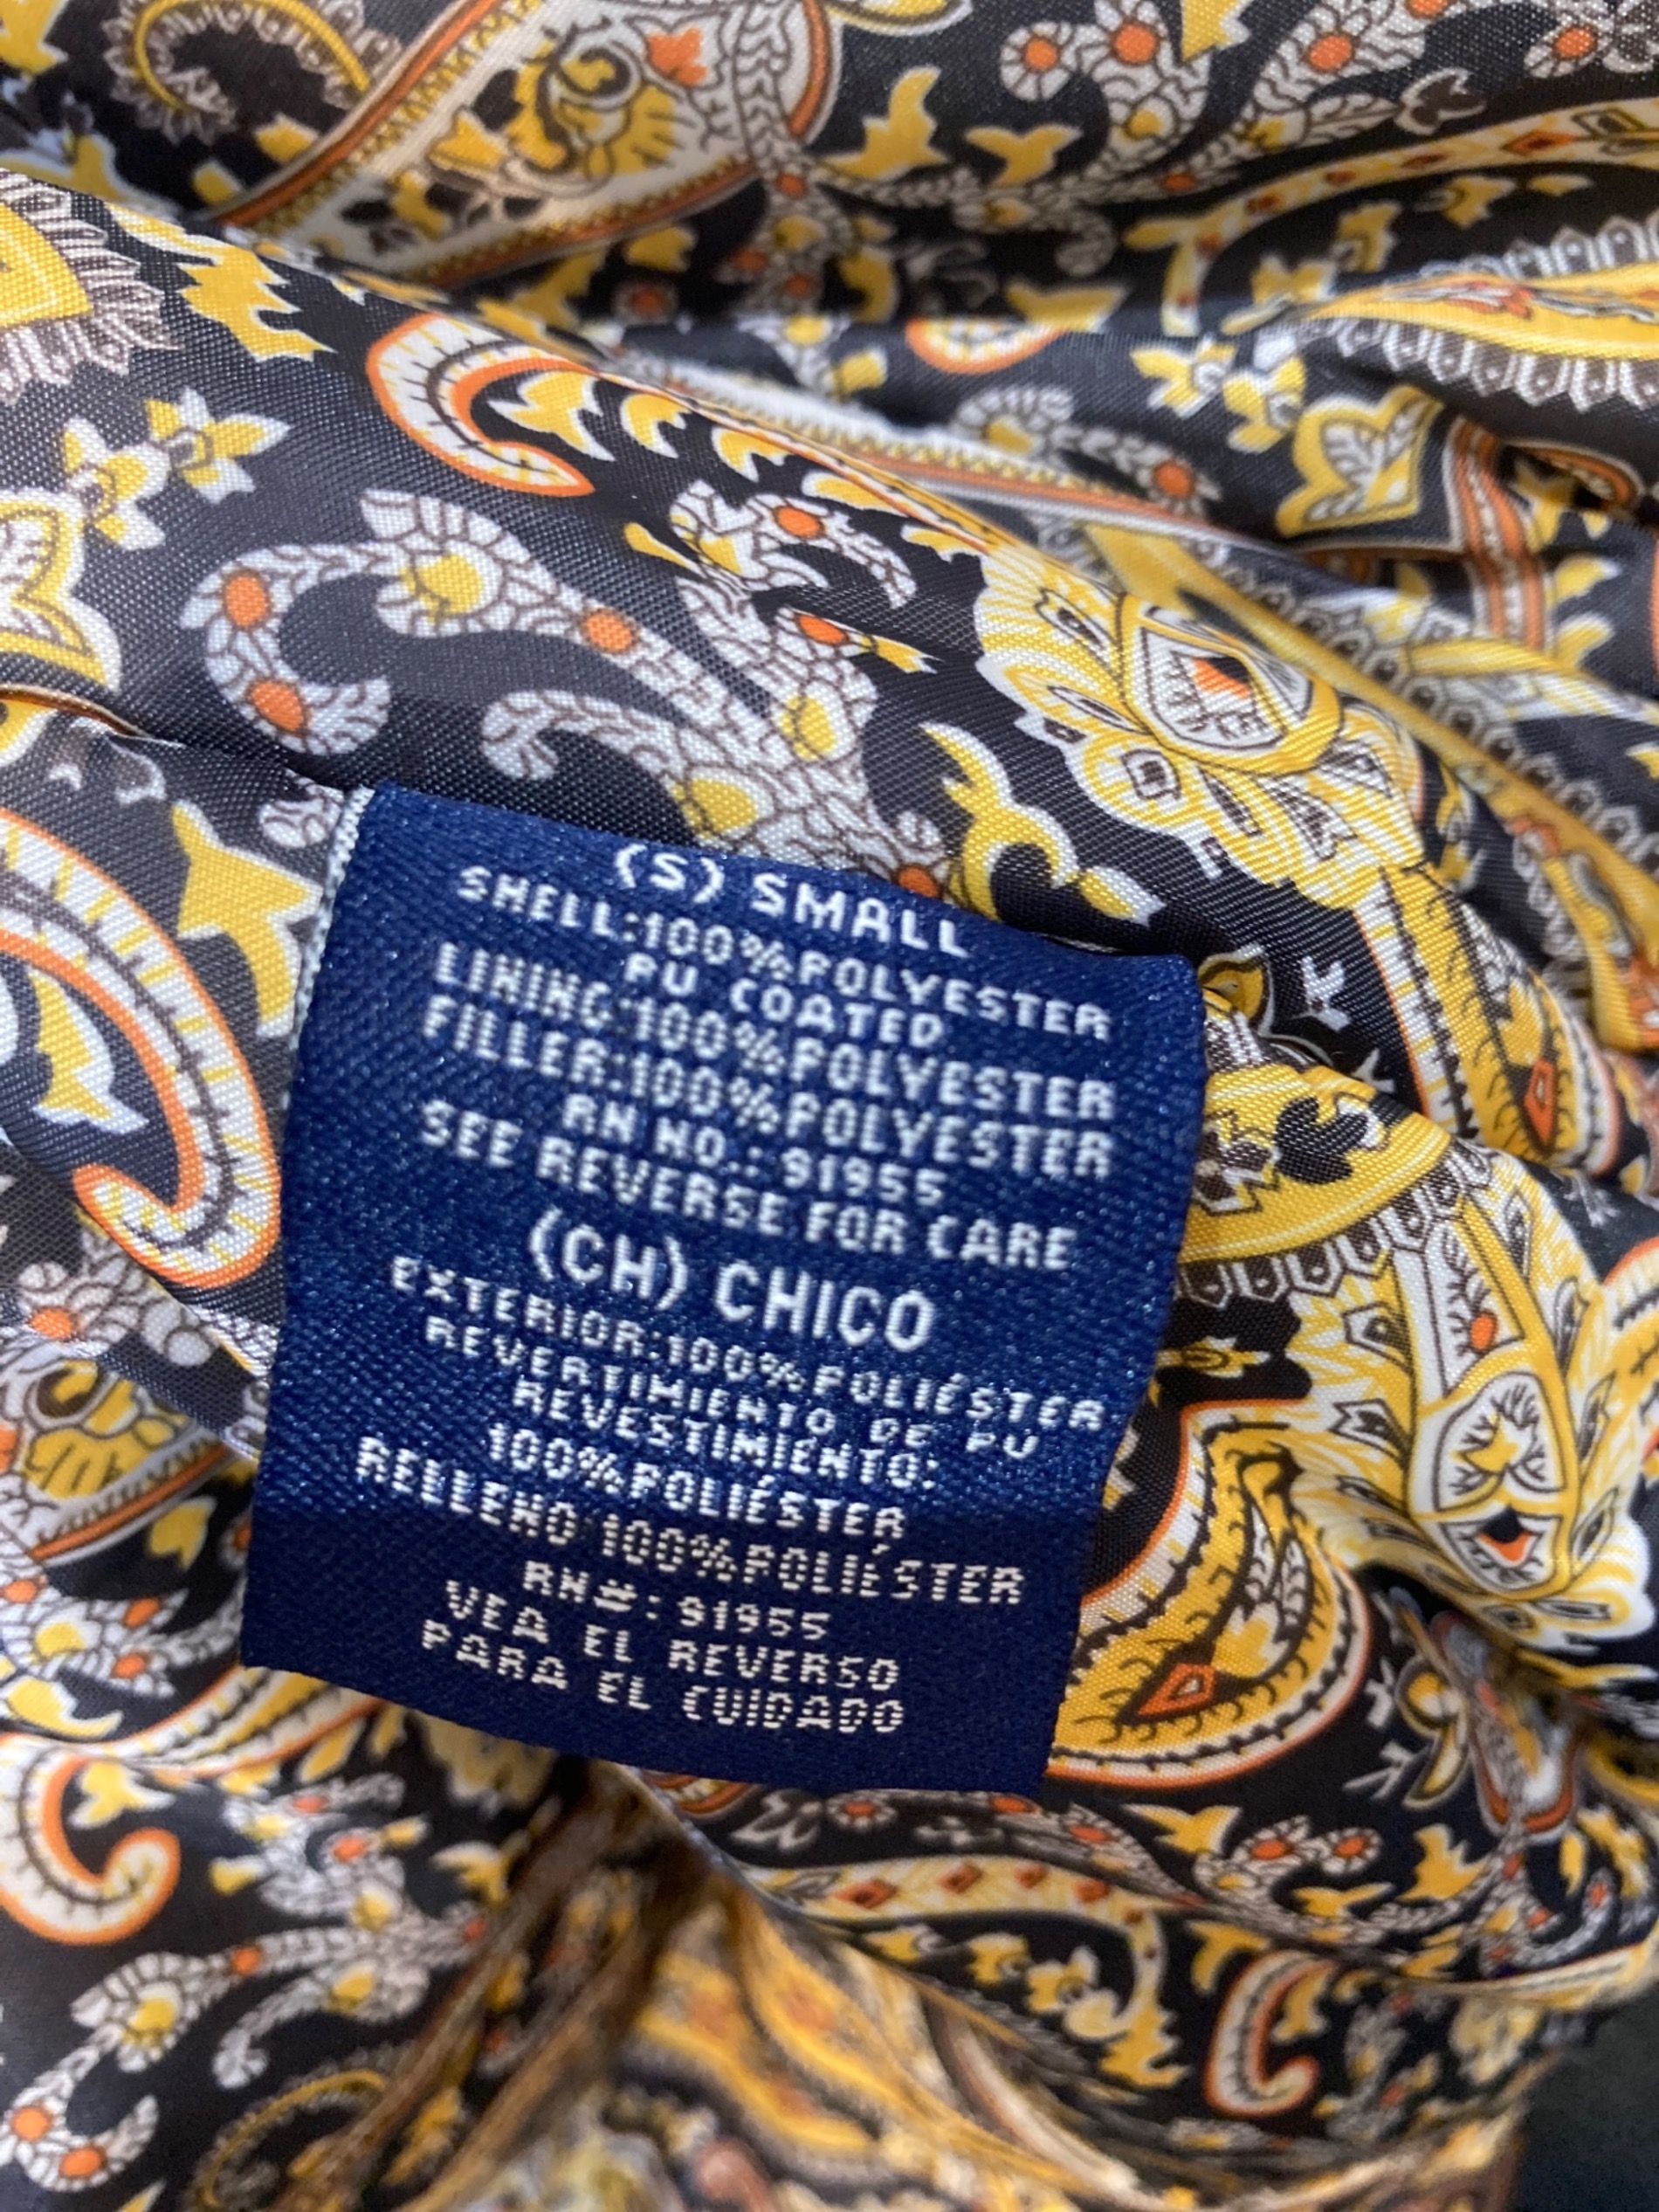 (S) SMALL
SHELL:100%POLYESTER
PU COATED
LINING:100%POLYESTER
FILLER:100%POLYESTER
RN NO.: 91955
SEE REVERSE FOR CARE
(CH) CHICO
EXTERIOR:100%POLIÉSTER
REVERTIMIENTO DE PU
REVESTIMIENTO:
100%POLIÉSTER
RELLENO:100%POLIÉSTER
RN#: 91955
VEA EL REVERSO
PARA EL CUIDADO